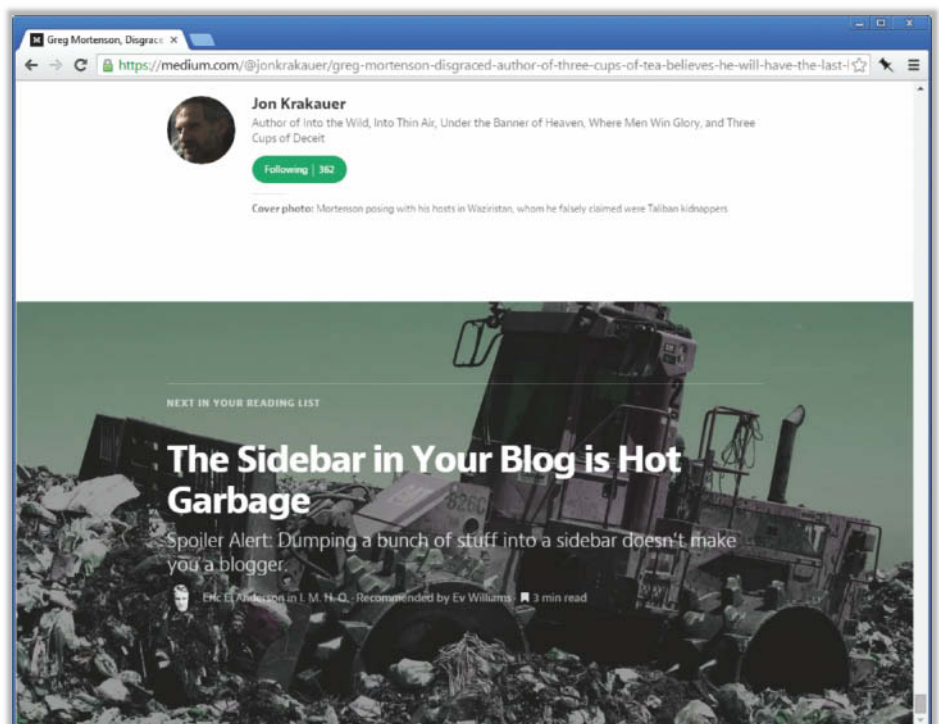 Greg Mortenson, Disgrace
https://medium.com/@jonkrakauer/greg-mortenson-disgraced-author-of-three-cups-of-tea-believes-he-will-have-the-last-
Jon Krakauer
Author of Into the Wild, Into Thin Air, Under the Banner of Heaven, Where Men Win Glory, and Three
Cups of Deceit
Following | 362
Cover photo: Mortenson posing with his hosts in Waziristan, whom he falsely claimed were Taliban kidnappers
NEXT IN YOUR READING LIST
The Sidebar in Your Blog is Hot
Garbage
Spoiler Alert: Dumping a bunch of stuff into a sidebar doesn't make
you a blogger.
Eric E. Anderson in I. M. H. O. · Recommended by Ev Williams · 3 min read
826C
2